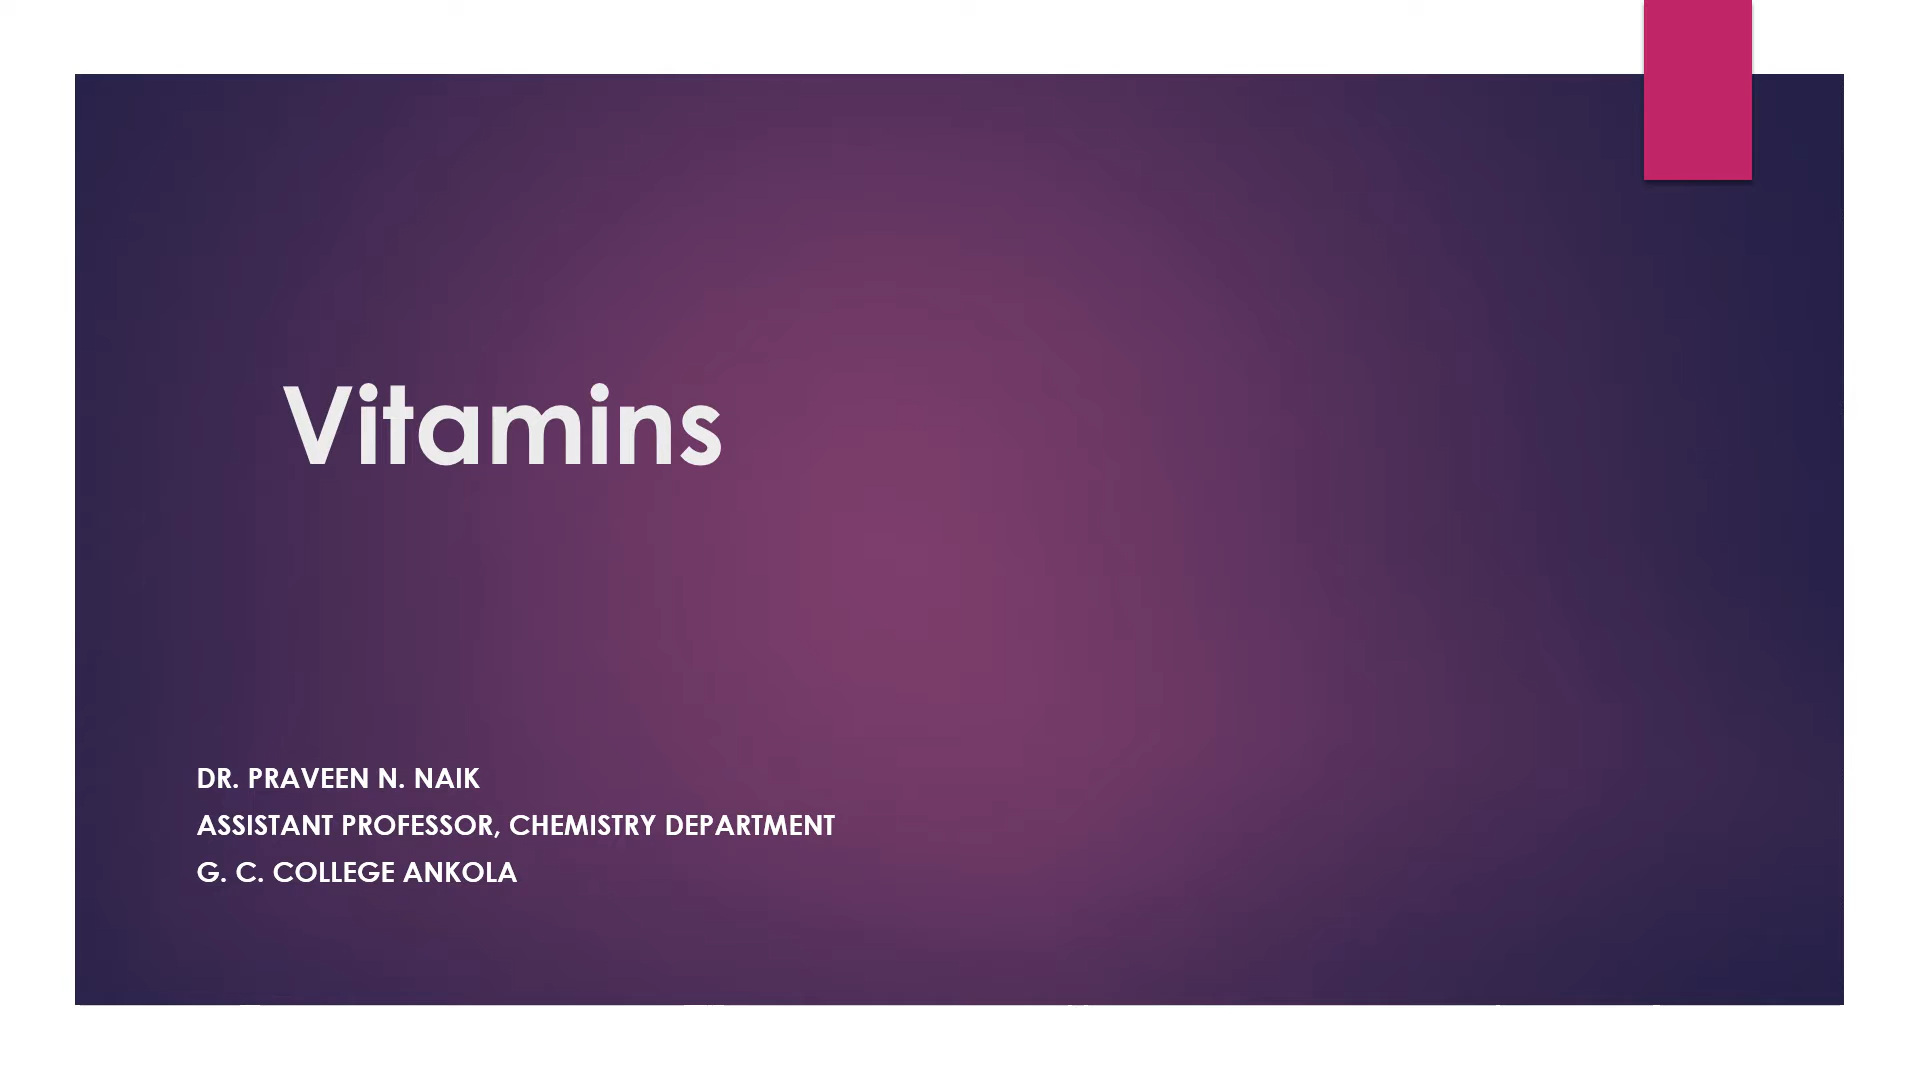 Vitamins
DR. PRAVEEN N. NAIK
ASSISTANT PROFESSOR, CHEMISTRY DEPARTMENT
G. C. COLLEGE ANKOLA